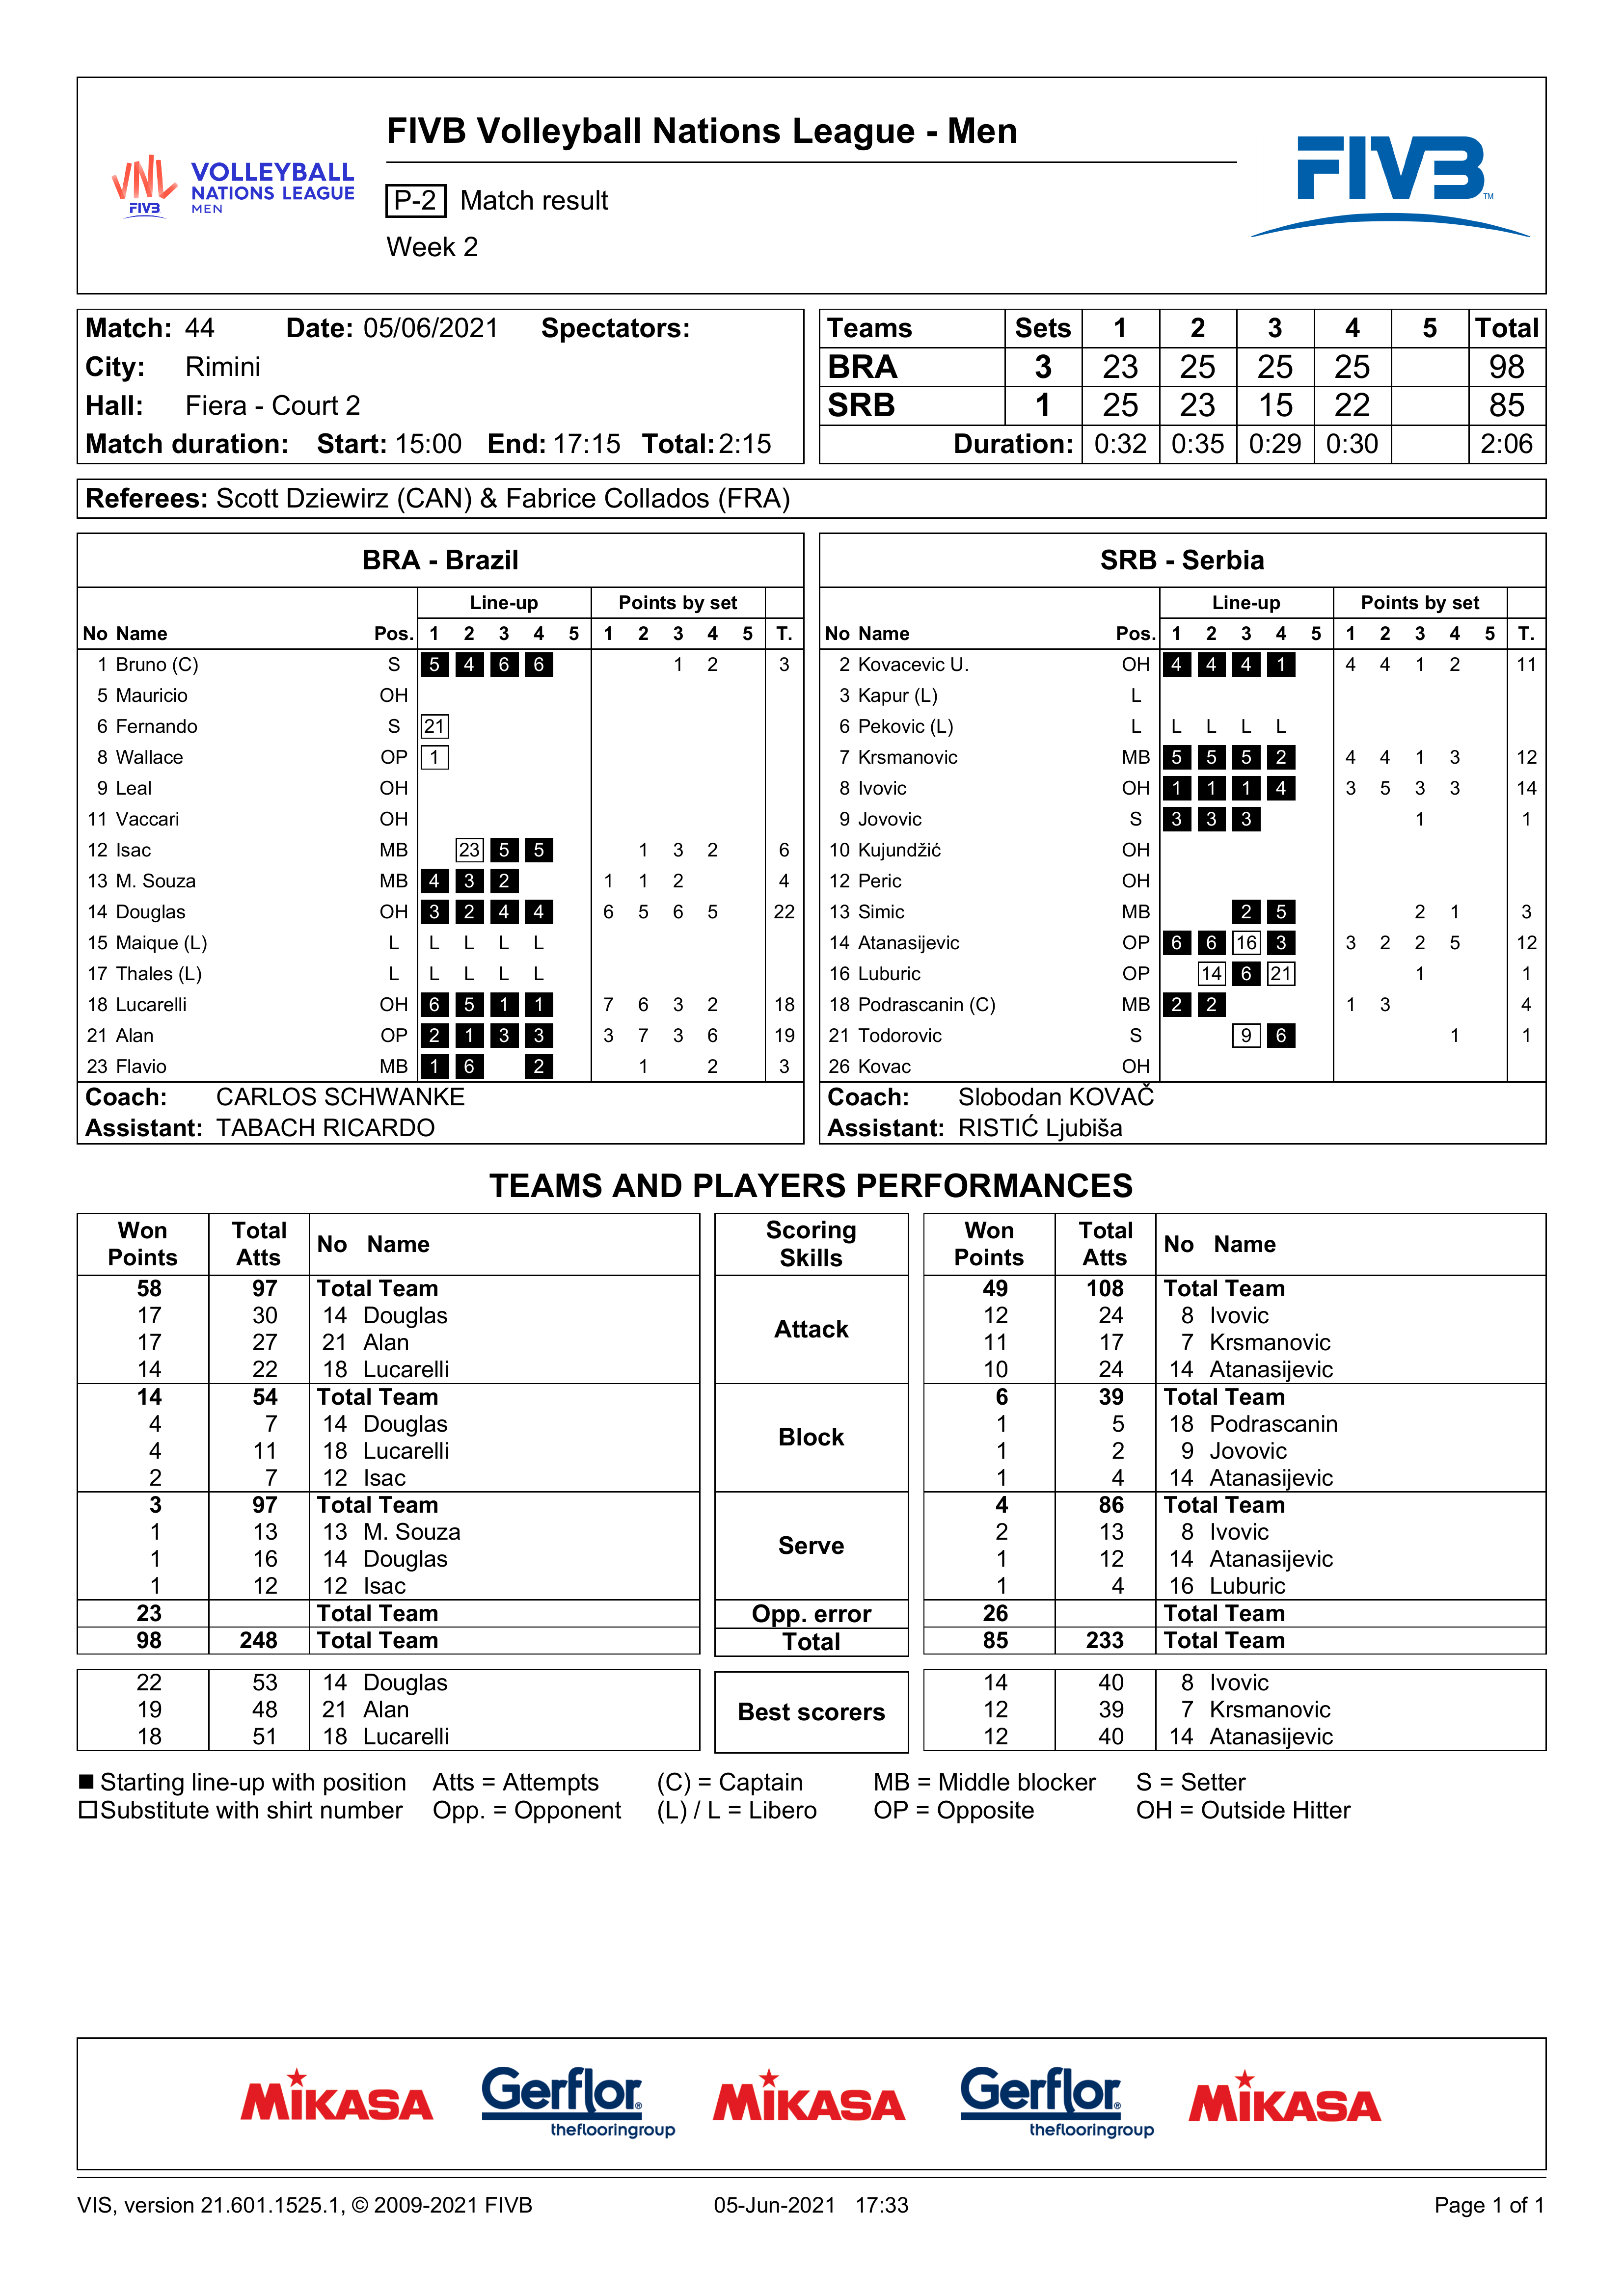 FIVB Volleyball Nations League - Men
VNL FIVB VOLLEYBALL NATIONS LEAGUE MEN
P-2 Match result
Week 2
FIVB TM
Match: 44 Date: 05/06/2021 Spectators:
City: Rimini
Hall: Fiera - Court 2
Match duration: Start: 15:00 End: 17:15 Total: 2:15
Teams Sets 1 2 3 4 5 Total
BRA 3 23 25 25 25 98
SRB 1 25 23 15 22 85
Duration: 0:32 0:35 0:29 0:30 2:06
Referees: Scott Dziewirz (CAN) & Fabrice Collados (FRA)
BRA - Brazil
Line-up Points by set
No Name Pos. 1 2 3 4 5 1 2 3 4 5 T.
1 Bruno (C) S 5 4 6 6 1 2 3
5 Mauricio OH
6 Fernando S 21
8 Wallace OP 1
9 Leal OH
11 Vaccari OH
12 Isac MB 23 5 5 1 3 2 6
13 M. Souza MB 4 3 2 1 1 2 4
14 Douglas OH 3 2 4 4 6 5 6 5 22
15 Maique (L) L L L L L
17 Thales (L) L L L L L
18 Lucarelli OH 6 5 1 1 7 6 3 2 18
21 Alan OP 2 1 3 3 3 7 3 6 19
23 Flavio MB 1 6 2 1 2 3
Coach: CARLOS SCHWANKE
Assistant: TABACH RICARDO
SRB - Serbia
Line-up Points by set
No Name Pos. 1 2 3 4 5 1 2 3 4 5 T.
2 Kovacevic U. OH 4 4 4 1 4 4 1 2 11
3 Kapur (L) L
6 Pekovic (L) L L L L L
7 Krsmanovic MB 5 5 5 2 4 4 1 3 12
8 Ivovic OH 1 1 1 4 3 5 3 3 14
9 Jovovic S 3 3 3 1 1
10 Kujundžić OH
12 Peric OH
13 Simic MB 2 5 2 1 3
14 Atanasijevic OP 6 6 16 3 3 2 2 5 12
16 Luburic OP 14 6 21 1 1
18 Podrascanin (C) MB 2 2 1 3 4
21 Todorovic S 9 6 1 1
26 Kovac OH
Coach: Slobodan KOVAČ
Assistant: RISTIĆ Ljubiša
TEAMS AND PLAYERS PERFORMANCES
Won Points Total Atts No Name Scoring Skills Won Points Total Atts No Name
58 97 Total Team Attack 49 108 Total Team
17 30 14 Douglas 12 24 8 Ivovic
17 27 21 Alan 11 17 7 Krsmanovic
14 22 18 Lucarelli 10 24 14 Atanasijevic
14 54 Total Team Block 6 39 Total Team
4 7 14 Douglas 1 5 18 Podrascanin
4 11 18 Lucarelli 1 2 9 Jovovic
2 7 12 Isac 1 4 14 Atanasijevic
3 97 Total Team Serve 4 86 Total Team
1 13 13 M. Souza 2 13 8 Ivovic
1 16 14 Douglas 1 12 14 Atanasijevic
1 12 12 Isac 1 4 16 Luburic
23 Total Team Opp. error 26 Total Team
98 248 Total Team Total 85 233 Total Team
22 53 14 Douglas Best scorers 14 40 8 Ivovic
19 48 21 Alan 12 39 7 Krsmanovic
18 51 18 Lucarelli 12 40 14 Atanasijevic
Starting line-up with position Atts = Attempts (C) = Captain MB = Middle blocker S = Setter
Substitute with shirt number Opp. = Opponent (L) / L = Libero OP = Opposite OH = Outside Hitter
MIKASA Gerflor® theflooringgroup MIKASA Gerflor® theflooringgroup MIKASA
VIS, version 21.601.1525.1, © 2009-2021 FIVB 05-Jun-2021 17:33 Page 1 of 1